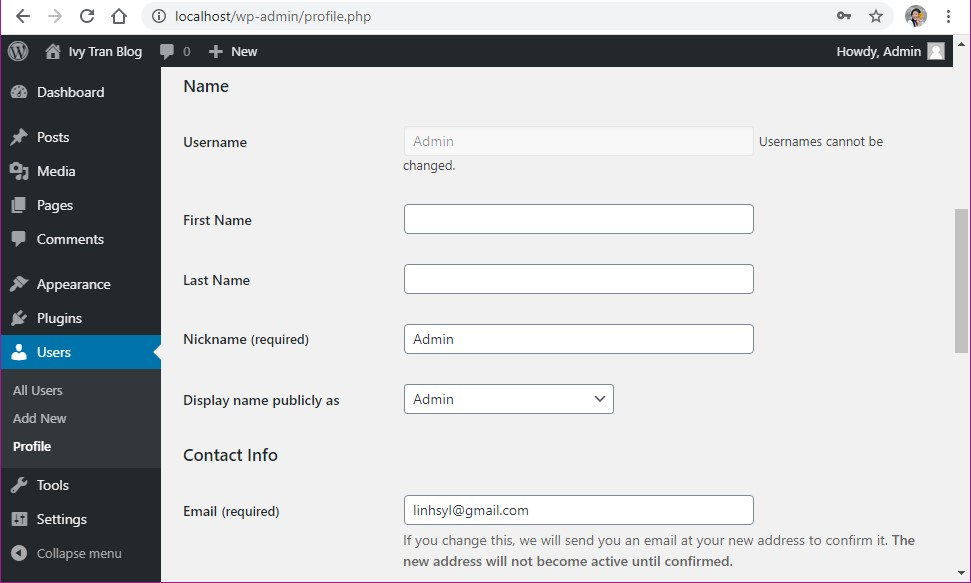 localhost/wp-admin/profile.php
Ivy Tran Blog 0 New Howdy, Admin
Dashboard
Posts
Media
Pages
Comments
Appearance
Plugins
Users
All Users
Add New
Profile
Tools
Settings
Collapse menu
Name
Username Admin Usernames cannot be
changed.
First Name
Last Name
Nickname (required) Admin
Display name publicly as Admin
Contact Info
Email (required) linhsyl@gmail.com
If you change this, we will send you an email at your new address to confirm it. The
new address will not become active until confirmed.